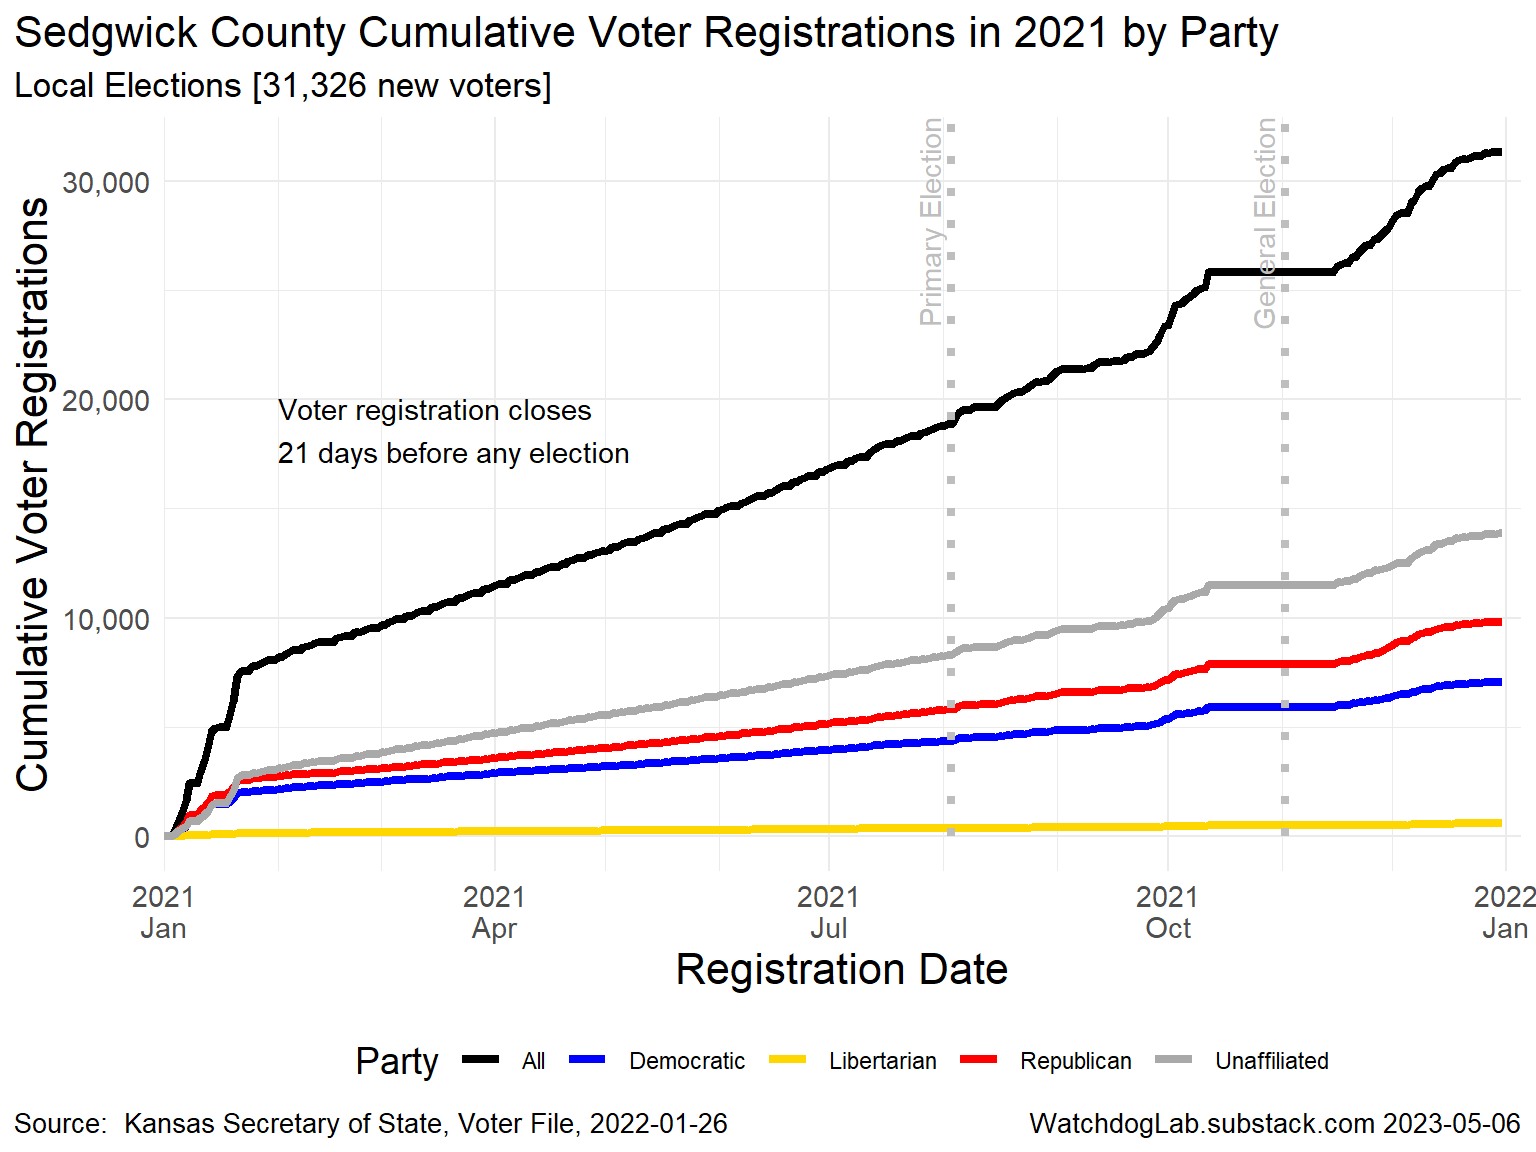 Sedgwick County Cumulative Voter Registrations in 2021 by Party
Local Elections [31,326 new voters]
Cumulative Voter Registrations
30,000
20,000
10,000
0
Primary Election
General Election
Voter registration closes
21 days before any election
2021
Jan
2021
Apr
2021
Jul
2021
Oct
2022
Jan
Registration Date
Party All Democratic Libertarian Republican Unaffiliated
Source:  Kansas Secretary of State, Voter File, 2022-01-26
WatchdogLab.substack.com 2023-05-06